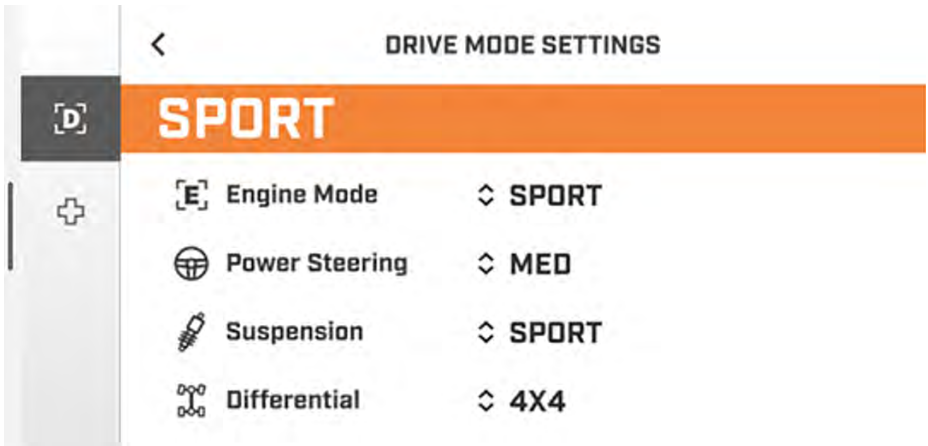 DRIVE MODE SETTINGS
[D]
SPORT
[E] Engine Mode SPORT
Power Steering MED
Suspension SPORT
Differential 4X4